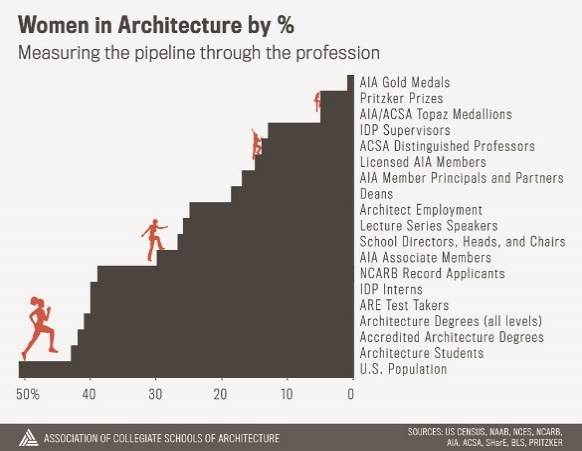 Women in Architecture by %
Measuring the pipeline through the profession
AIA Gold Medals
Pritzker Prizes
AIA/ACSA Topaz Medallions
IDP Supervisors
ACSA Distinguished Professors
Licensed AIA Members
AIA Member Principals and Partners
Deans
Architect Employment
Lecture Series Speakers
School Directors, Heads, and Chairs
AIA Associate Members
NCARB Record Applicants
IDP Interns
ARE Test Takers
Architecture Degrees (all levels)
Accredited Architecture Degrees
Architecture Students
U.S. Population
50% 40 30 20 10 0
ASSOCIATION OF COLLEGIATE SCHOOLS OF ARCHITECTURE
SOURCES: US CENSUS, NAAB, NCES, NCARB,
AIA, ACSA, SHarE, BLS, PRITZKER